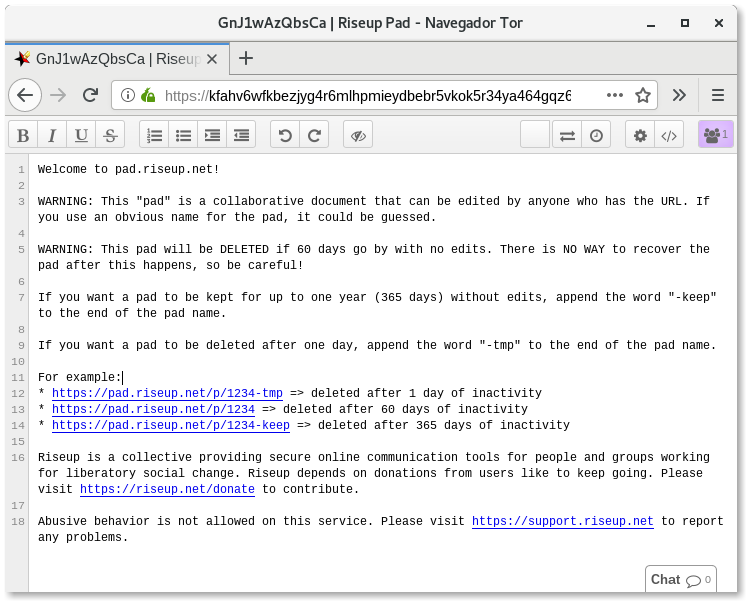 GnJ1wAzQbsCa | Riseup Pad - Navegador Tor
GnJ1wAzQbsCa | Riseup
https://kfahv6wfkbezjyg4r6mlhpmieydbebr5vkok5r34ya464gqz6
B I U S
1
1 Welcome to pad.riseup.net!
2
3 WARNING: This "pad" is a collaborative document that can be edited by anyone who has the URL. If
you use an obvious name for the pad, it could be guessed.
4
5 WARNING: This pad will be DELETED if 60 days go by with no edits. There is NO WAY to recover the
pad after this happens, so be careful!
6
7 If you want a pad to be kept for up to one year (365 days) without edits, append the word "-keep"
to the end of the pad name.
8
9 If you want a pad to be deleted after one day, append the word "-tmp" to the end of the pad name.
10
11 For example:
12 * https://pad.riseup.net/p/1234-tmp => deleted after 1 day of inactivity
13 * https://pad.riseup.net/p/1234 => deleted after 60 days of inactivity
14 * https://pad.riseup.net/p/1234-keep => deleted after 365 days of inactivity
15
16 Riseup is a collective providing secure online communication tools for people and groups working
for liberatory social change. Riseup depends on donations from users like to keep going. Please
visit https://riseup.net/donate to contribute.
17
18 Abusive behavior is not allowed on this service. Please visit https://support.riseup.net to report
any problems.
Chat 0